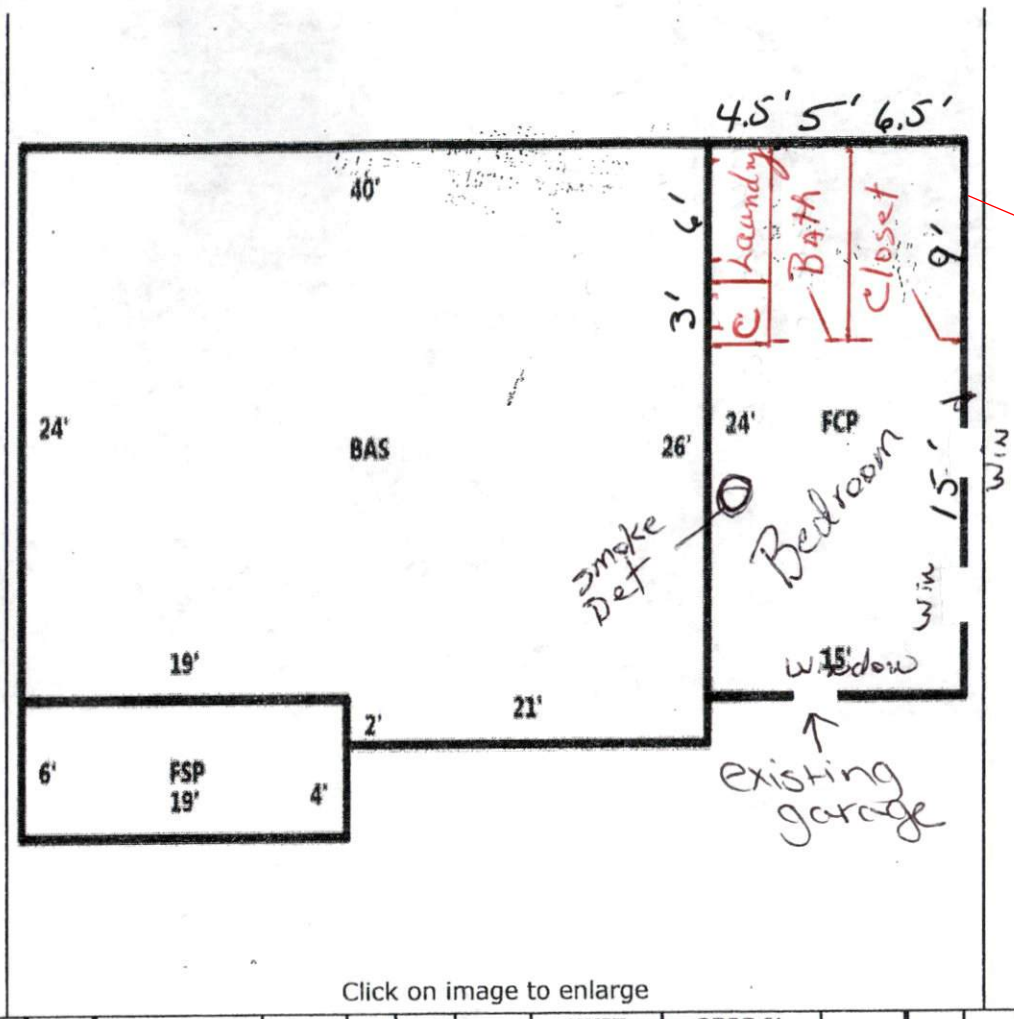 4.5' 5' 6.5'
40'
6'
Laundry
Bath
Closet
9'
3'
C
24'
BAS
26'
24'
FCP
Win
15'
Bedroom
Smoke
Det
Win
19'
15'
Window
2'
21'
6'
FSP
19'
4'
existing
garage
Click on image to enlarge